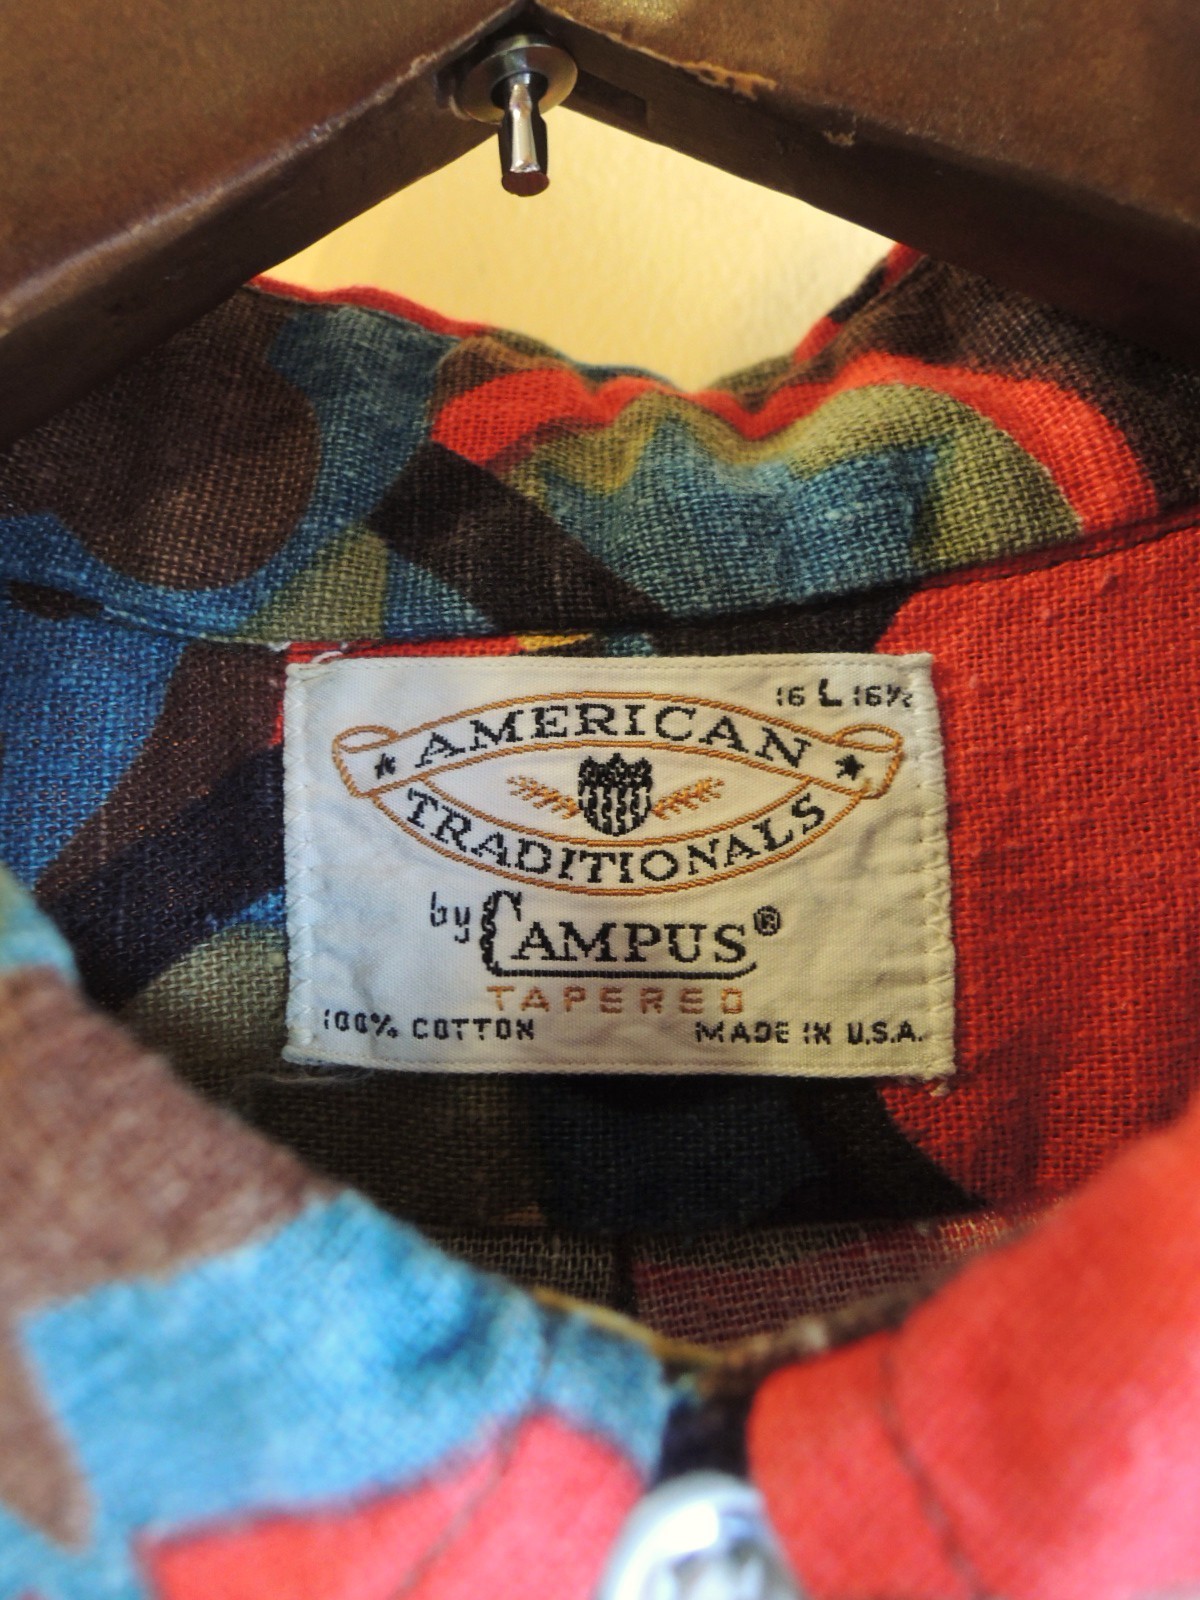 16 L 16½
AMERICAN
TRADITIONALS
by CAMPUS®
TAPERED
100% COTTON MADE IN U.S.A.